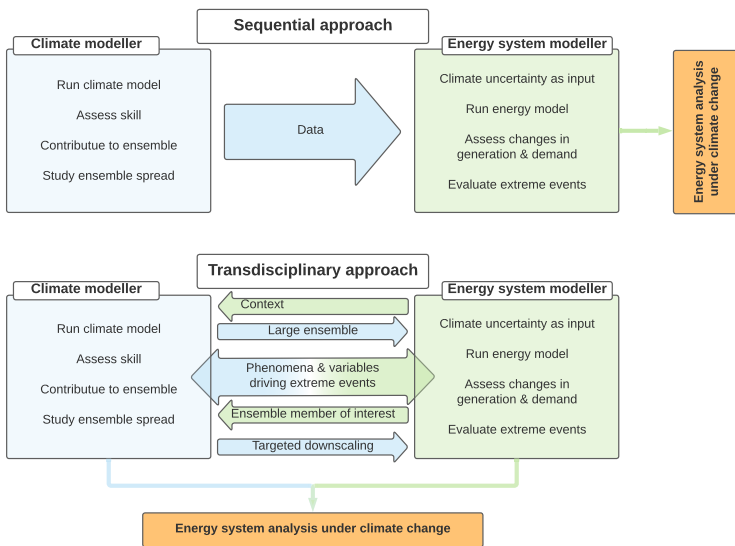 Sequential approach
Climate modeller
Run climate model
Assess skill
Contributue to ensemble
Study ensemble spread
Data
Energy system modeller
Climate uncertainty as input
Run energy model
Assess changes in
generation & demand
Evaluate extreme events
Energy system analysis
under climate change
Transdisciplinary approach
Climate modeller
Run climate model
Assess skill
Contributue to ensemble
Study ensemble spread
Context
Large ensemble
Phenomena & variables
driving extreme events
Ensemble member of interest
Targeted downscaling
Energy system modeller
Climate uncertainty as input
Run energy model
Assess changes in
generation & demand
Evaluate extreme events
Energy system analysis under climate change